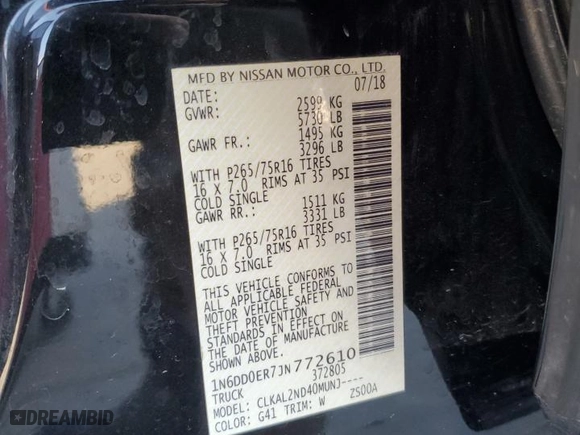 MFD BY NISSAN MOTOR CO., LTD.
DATE: 07/18
GVWR: 2599 KG
5730 LB
GAWR FR.: 1495 KG
3296 LB
WITH P265/75R16 TIRES
16 X 7.0 RIMS AT 35 PSI
COLD SINGLE
GAWR RR.: 1511 KG
3331 LB
WITH P265/75R16 TIRES
16 X 7.0 RIMS AT 35 PSI
COLD SINGLE
THIS VEHICLE CONFORMS TO
ALL APPLICABLE FEDERAL
MOTOR VEHICLE SAFETY AND
THEFT PREVENTION
STANDARDS IN EFFECT ON
THE DATE OF MANUFACTURE
SHOWN ABOVE.
1N6DD0ER7JN772610
TRUCK 372805
MODEL: CLKAL2ND40MUNJ----
COLOR: G41 TRIM: W ZS00A
DREAMBID